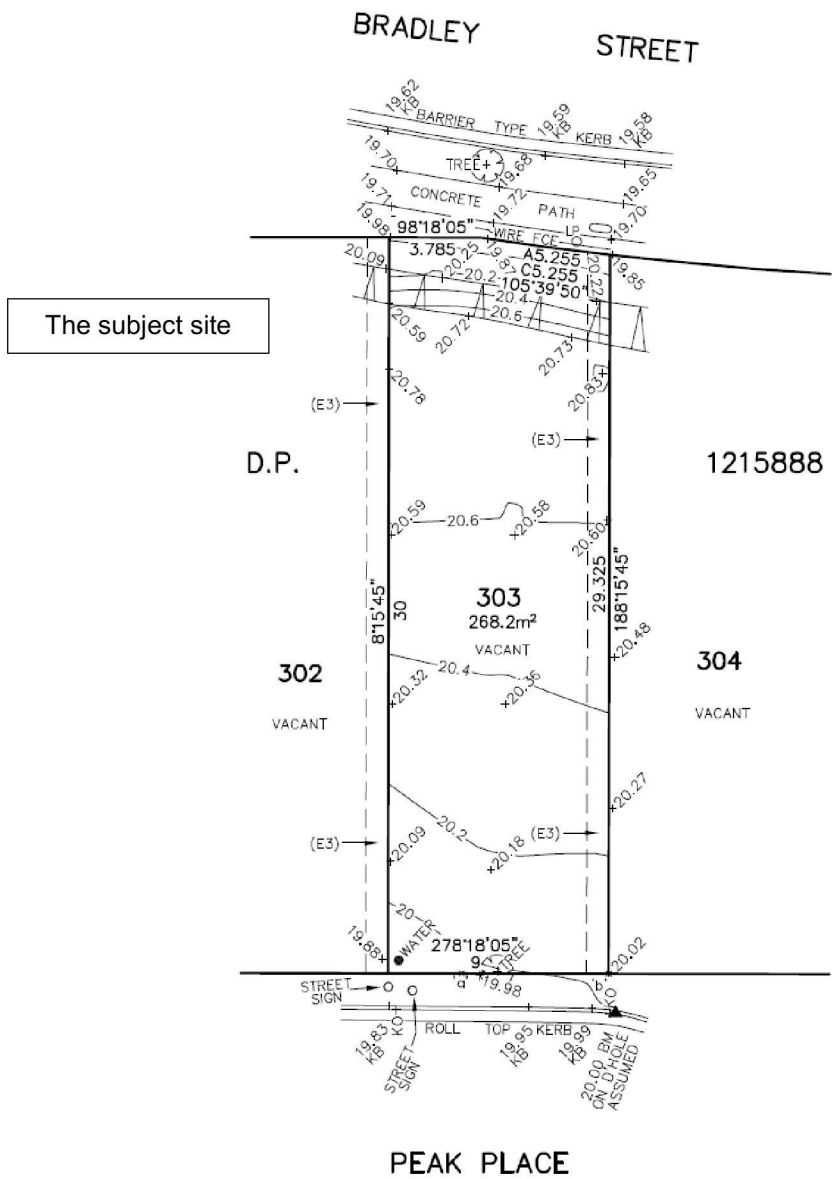 BRADLEY STREET
19.62 KB
19.59 KB
19.58 KB
BARRIER TYPE KERB
19.70
TREE
19.68
19.65
CONCRETE PATH
19.71
19.72
LP
19.70
19.98
98°18'05"
WIRE FCE
3.785
19.87
A5.255
19.85
20.09
20.25
C5.255
20.22
20.2
105°39'50"
20.4
20.6
The subject site
20.59
20.72
20.73
20.78
20.83
(E3)
(E3)
D.P.
1215888
20.6
20.59
20.58
20.60
8°15'45"
30
29.325
188°15'45"
303
268.2m²
VACANT
20.48
302
VACANT
20.4
20.32
20.36
304
VACANT
20.27
20.2
(E3)
20.09
20.18
(E3)
20
19.88
WATER
278°18'05"
9
TREE
20.02
STREET SIGN
'a'
19.98
'b'
KO
ROLL TOP KERB
19.83 KB
KO
STREET SIGN
19.95 KB
19.99 KB
20.00 BM
ON D'HOLE
ASSUMED
PEAK PLACE